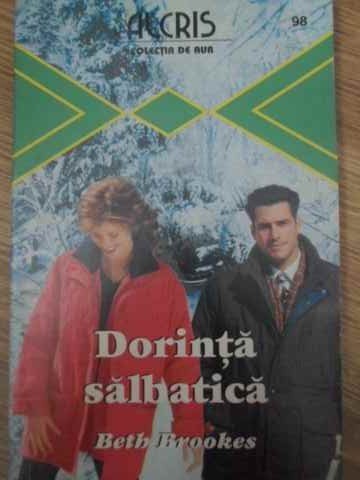 ALCRIS
98
COLECȚIA DE AUR
Dorință
sălbatică
Beth Brookes